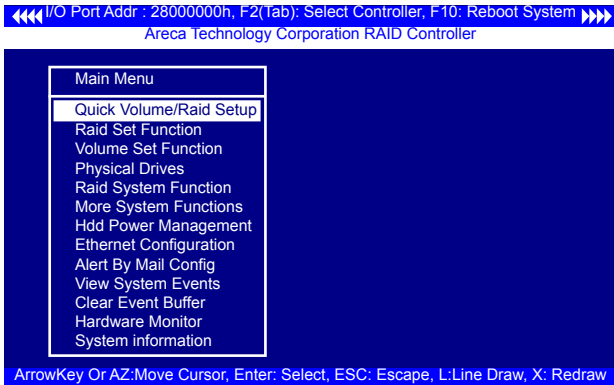 I/O Port Addr : 28000000h, F2(Tab): Select Controller, F10: Reboot System
Areca Technology Corporation RAID Controller
Main Menu
Quick Volume/Raid Setup
Raid Set Function
Volume Set Function
Physical Drives
Raid System Function
More System Functions
Hdd Power Management
Ethernet Configuration
Alert By Mail Config
View System Events
Clear Event Buffer
Hardware Monitor
System information
ArrowKey Or AZ:Move Cursor, Enter: Select, ESC: Escape, L:Line Draw, X: Redraw